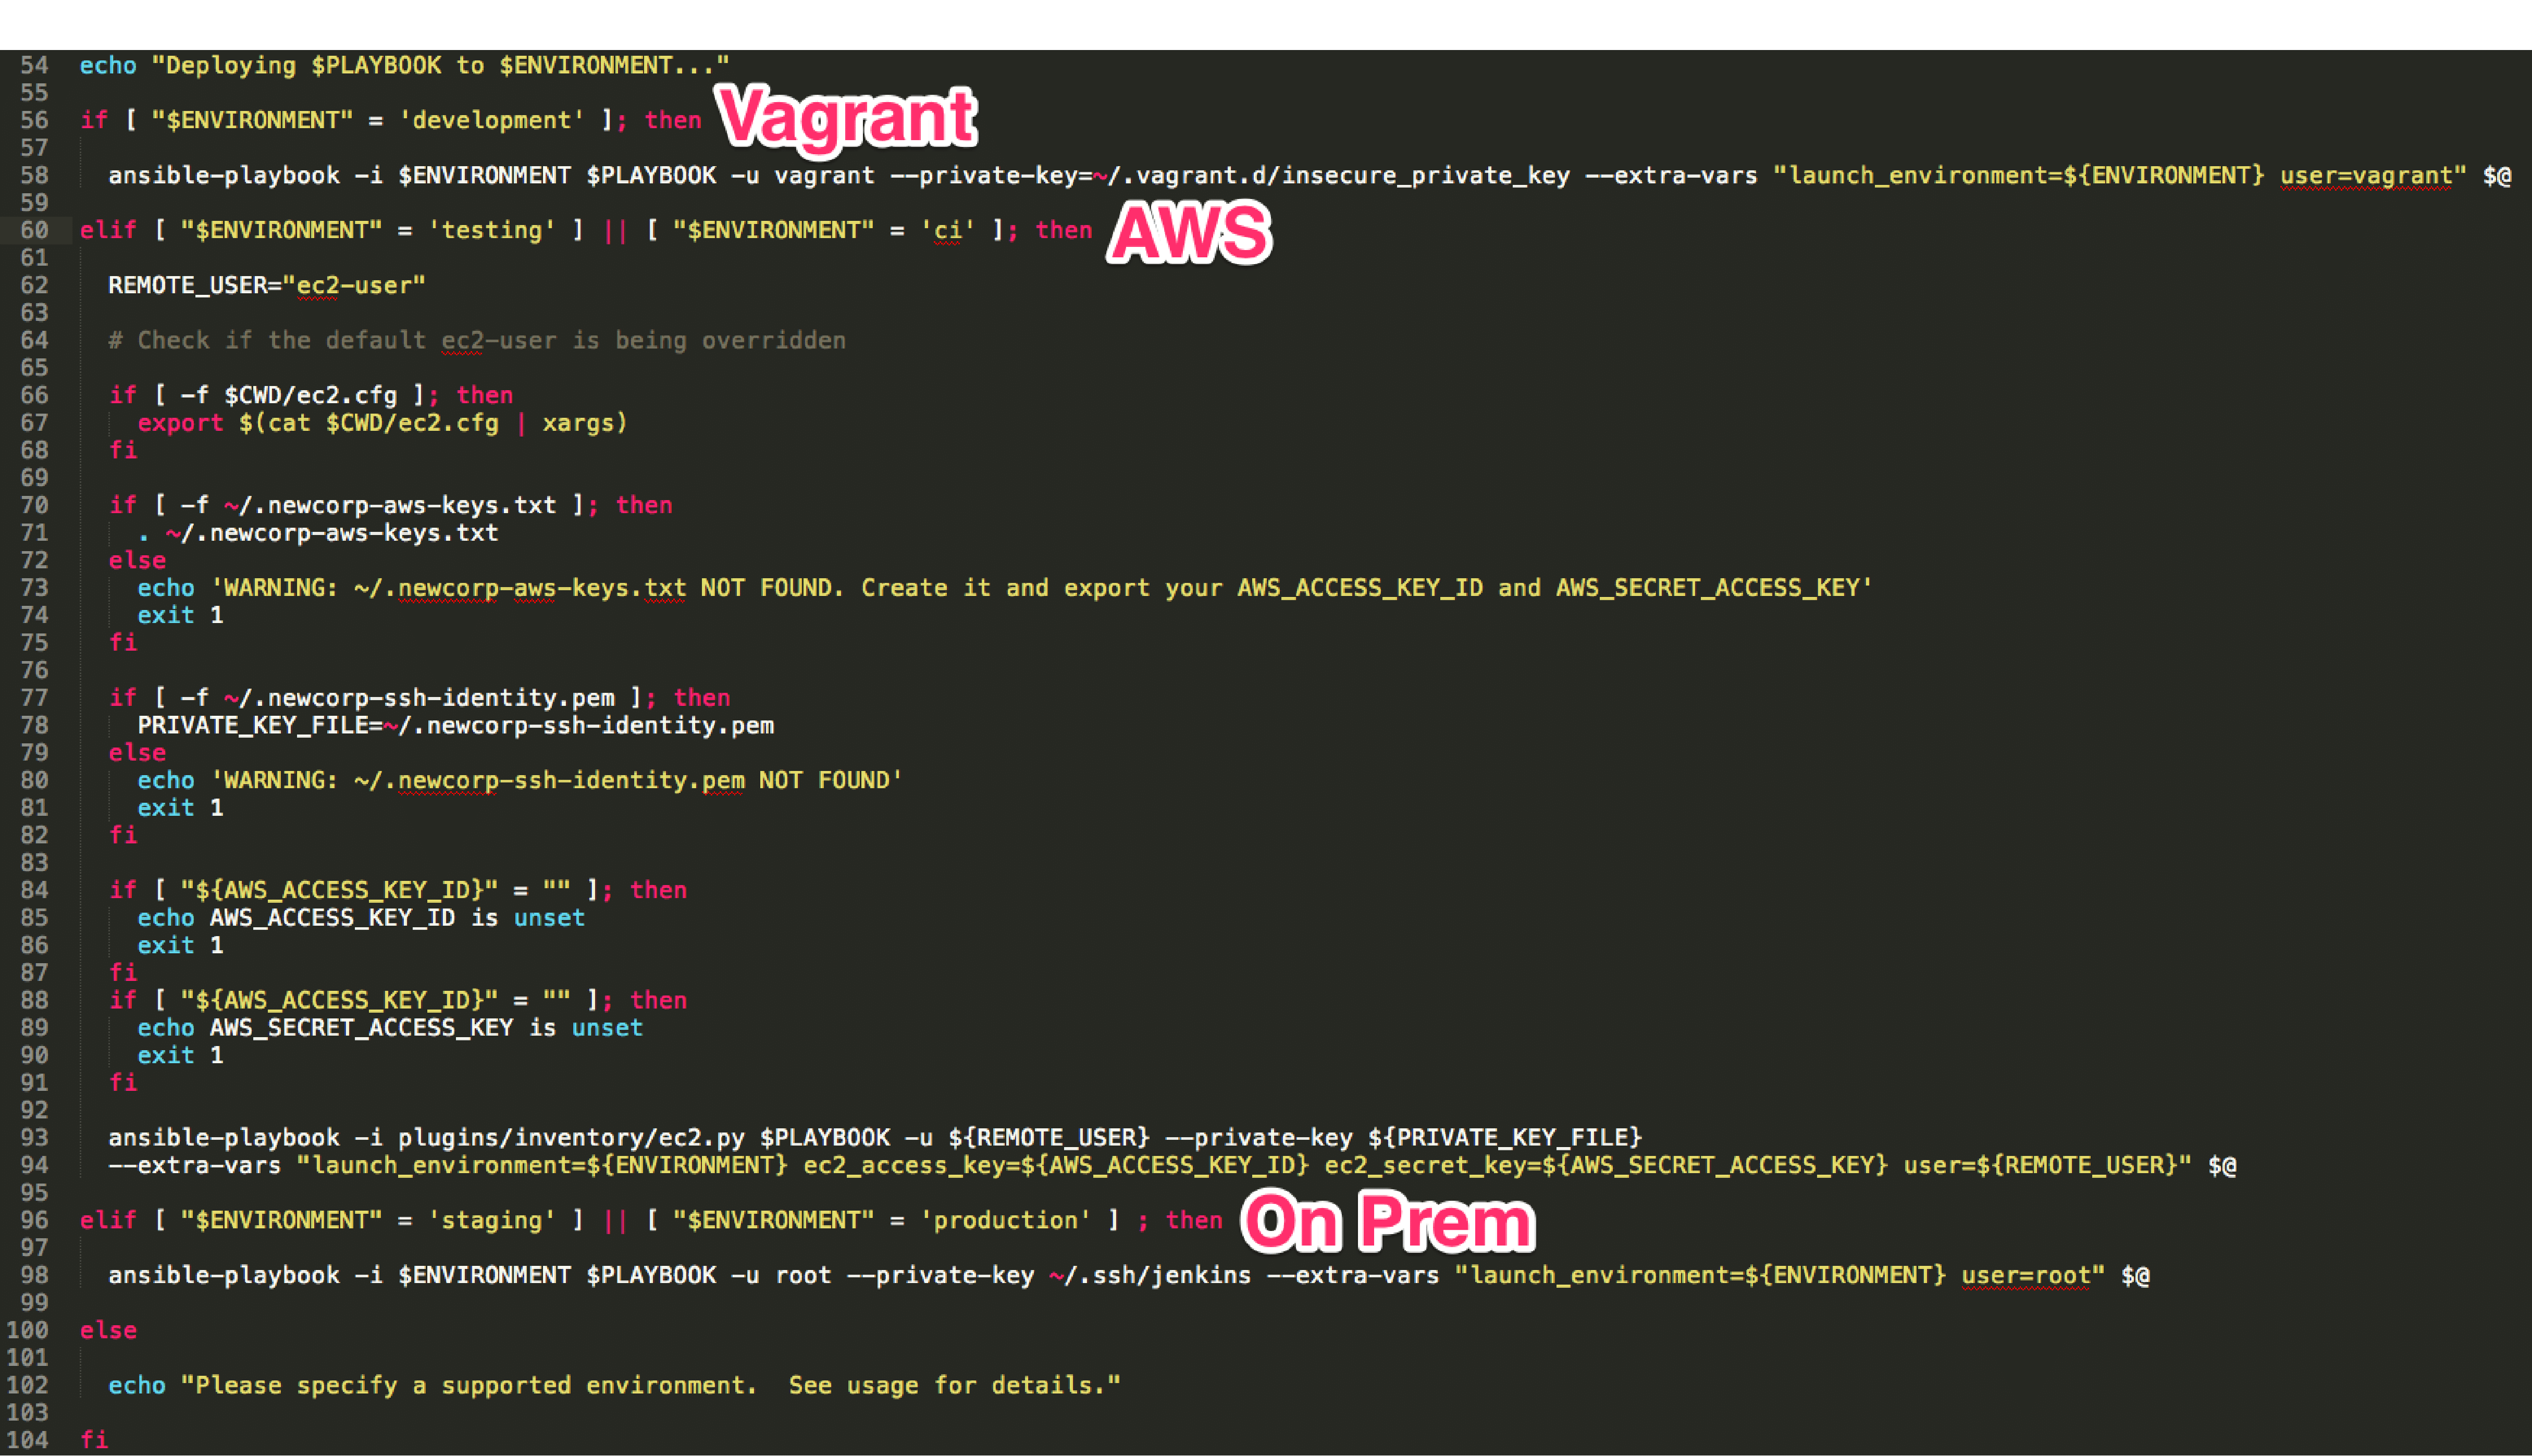 54 echo "Deploying $PLAYBOOK to $ENVIRONMENT..."
55
56 if [ "$ENVIRONMENT" = 'development' ]; then Vagrant
57
58   ansible-playbook -i $ENVIRONMENT $PLAYBOOK -u vagrant --private-key=~/.vagrant.d/insecure_private_key --extra-vars "launch_environment=${ENVIRONMENT} user=vagrant" $@
59
60 elif [ "$ENVIRONMENT" = 'testing' ] || [ "$ENVIRONMENT" = 'ci' ]; then AWS
61
62   REMOTE_USER="ec2-user"
63
64   # Check if the default ec2-user is being overridden
65
66   if [ -f $CWD/ec2.cfg ]; then
67     export $(cat $CWD/ec2.cfg | xargs)
68   fi
69
70   if [ -f ~/.newcorp-aws-keys.txt ]; then
71     . ~/.newcorp-aws-keys.txt
72   else
73     echo 'WARNING: ~/.newcorp-aws-keys.txt NOT FOUND. Create it and export your AWS_ACCESS_KEY_ID and AWS_SECRET_ACCESS_KEY'
74     exit 1
75   fi
76
77   if [ -f ~/.newcorp-ssh-identity.pem ]; then
78     PRIVATE_KEY_FILE=~/.newcorp-ssh-identity.pem
79   else
80     echo 'WARNING: ~/.newcorp-ssh-identity.pem NOT FOUND'
81     exit 1
82   fi
83
84   if [ "${AWS_ACCESS_KEY_ID}" = "" ]; then
85     echo AWS_ACCESS_KEY_ID is unset
86     exit 1
87   fi
88   if [ "${AWS_ACCESS_KEY_ID}" = "" ]; then
89     echo AWS_SECRET_ACCESS_KEY is unset
90     exit 1
91   fi
92
93   ansible-playbook -i plugins/inventory/ec2.py $PLAYBOOK -u ${REMOTE_USER} --private-key ${PRIVATE_KEY_FILE}
94   --extra-vars "launch_environment=${ENVIRONMENT} ec2_access_key=${AWS_ACCESS_KEY_ID} ec2_secret_key=${AWS_SECRET_ACCESS_KEY} user=${REMOTE_USER}" $@
95
96 elif [ "$ENVIRONMENT" = 'staging' ] || [ "$ENVIRONMENT" = 'production' ] ; then On Prem
97
98   ansible-playbook -i $ENVIRONMENT $PLAYBOOK -u root --private-key ~/.ssh/jenkins --extra-vars "launch_environment=${ENVIRONMENT} user=root" $@
99
100 else
101
102   echo "Please specify a supported environment.  See usage for details."
103
104 fi